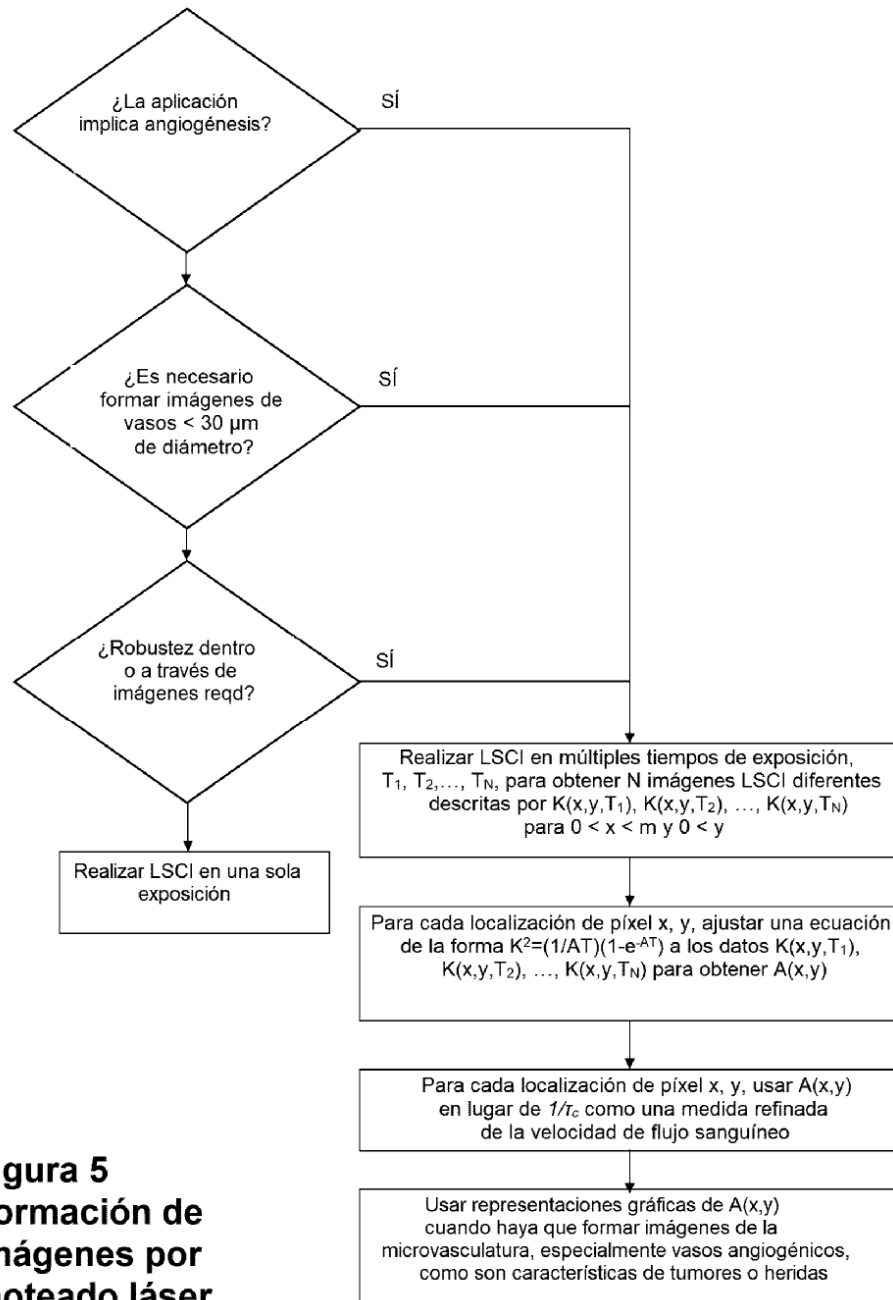 ¿La aplicación
implica angiogénesis?
SÍ
¿Es necesario
formar imágenes de
vasos < 30 µm
de diámetro?
SÍ
¿Robustez dentro
o a través de
imágenes reqd?
SÍ
Realizar LSCI en una sola
exposición
Realizar LSCI en múltiples tiempos de exposición,
T₁, T₂,…, T_N, para obtener N imágenes LSCI diferentes
descritas por K(x,y,T₁), K(x,y,T₂), …, K(x,y,T_N)
para 0 < x < m y 0 < y
Para cada localización de píxel x, y, ajustar una ecuación
de la forma K²=(1/AT)(1-e^-AT) a los datos K(x,y,T₁),
K(x,y,T₂), …, K(x,y,T_N) para obtener A(x,y)
Para cada localización de píxel x, y, usar A(x,y)
en lugar de 1/τc como una medida refinada
de la velocidad de flujo sanguíneo
Usar representaciones gráficas de A(x,y)
cuando haya que formar imágenes de la
microvasculatura, especialmente vasos angiogénicos,
como son características de tumores o heridas
gura 5
ormación de
nágenes por
oteado láser